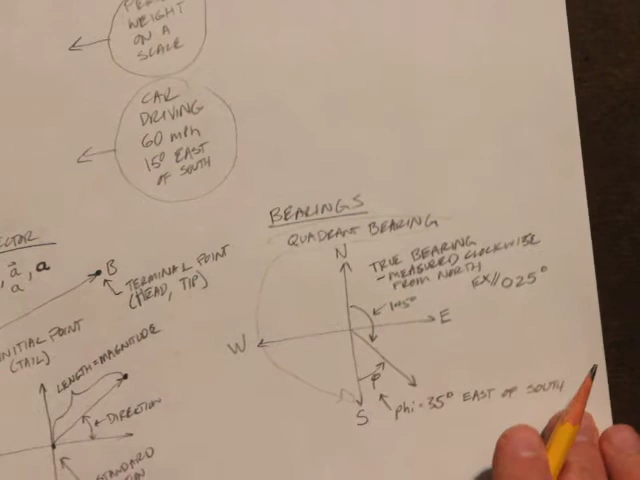 WEIGHT
ON A
SCALE
CAR
DRIVING
60 mph
15° EAST
OF SOUTH
a, a
a
B
TERMINAL POINT
(HEAD, TIP)
POINT
(TAIL)
LENGTH=MAGNITUDE
DIRECTION
STANDARD
BEARINGS
QUADRANT BEARING
N
TRUE BEARING
- MEASURED CLOCKWISE
FROM NORTH
EX// 025°
145°
E
W
φ
S
phi = 35° EAST OF SOUTH